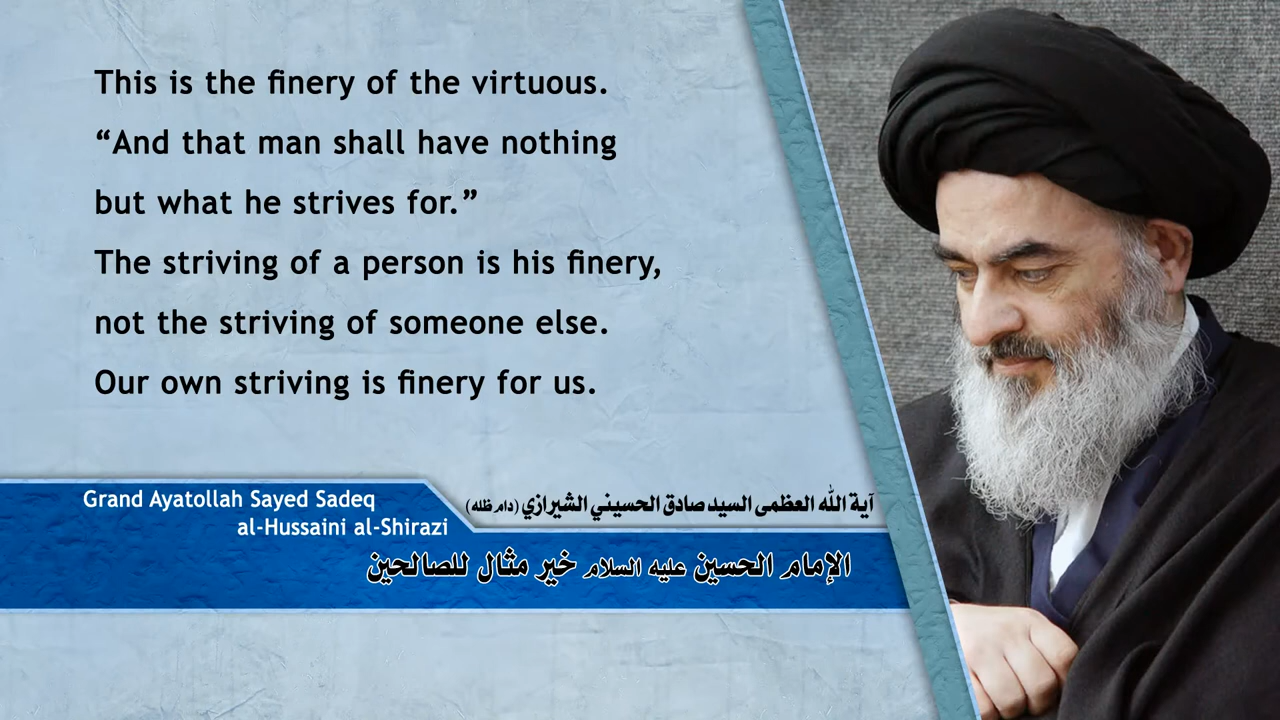 This is the finery of the virtuous.
“And that man shall have nothing
but what he strives for.”
The striving of a person is his finery,
not the striving of someone else.
Our own striving is finery for us.
Grand Ayatollah Sayed Sadeq
al-Hussaini al-Shirazi
آية الله العظمى السيد صادق الحسيني الشيرازي (دام ظله)
الإمام الحسين عليه السلام خير مثال للصالحين